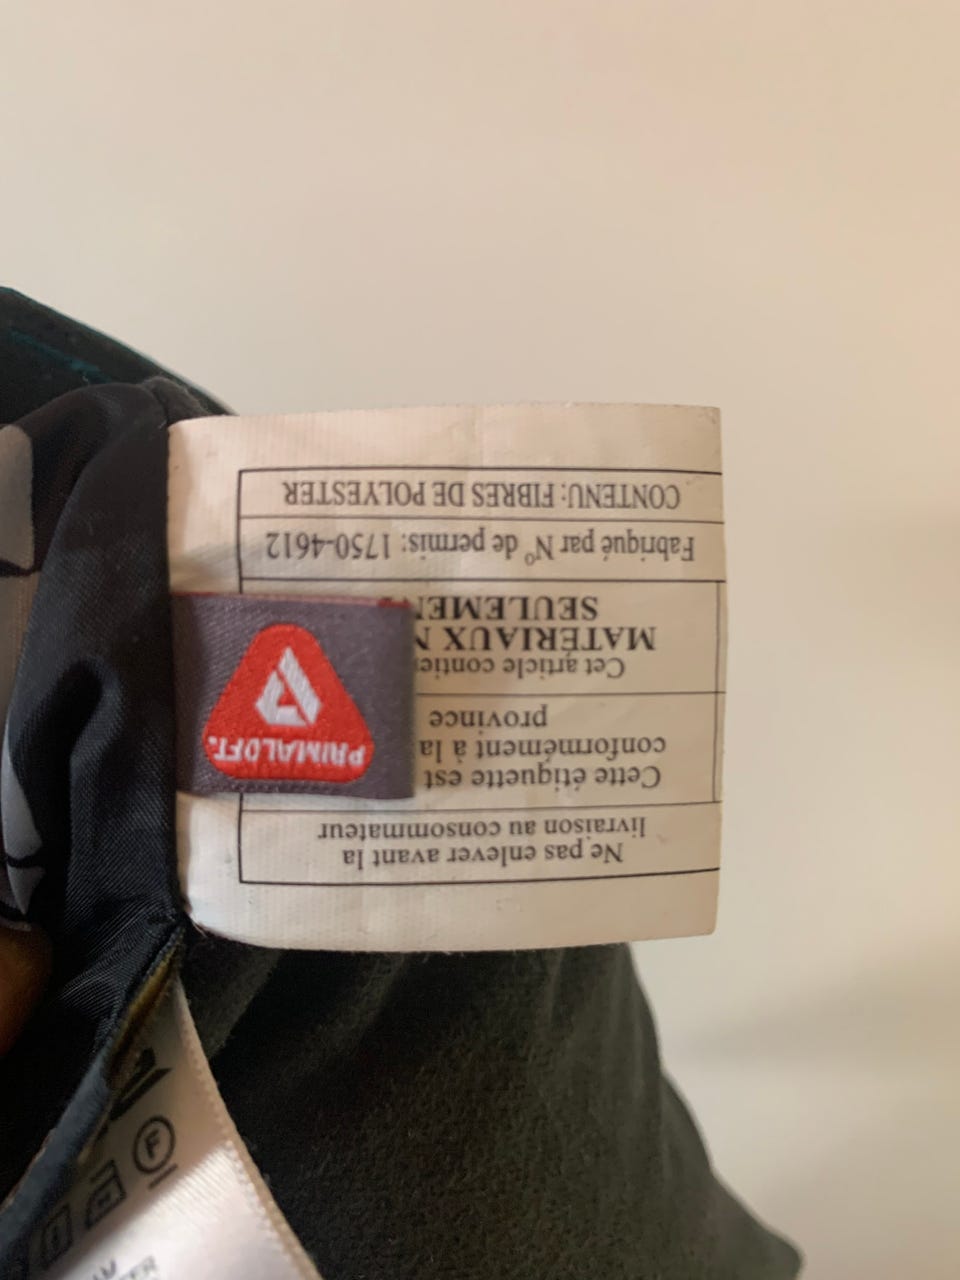 Ne pas enlever avant la
livraison au consommateur
Cette étiquette est
conformément à la
province
Cet article
MATÉRIAUX
SEULEMENT
Fabriqué par Nº de permis: 1750-4612
CONTENU: FIBRES DE POLYESTER
PRIMALOFT
F